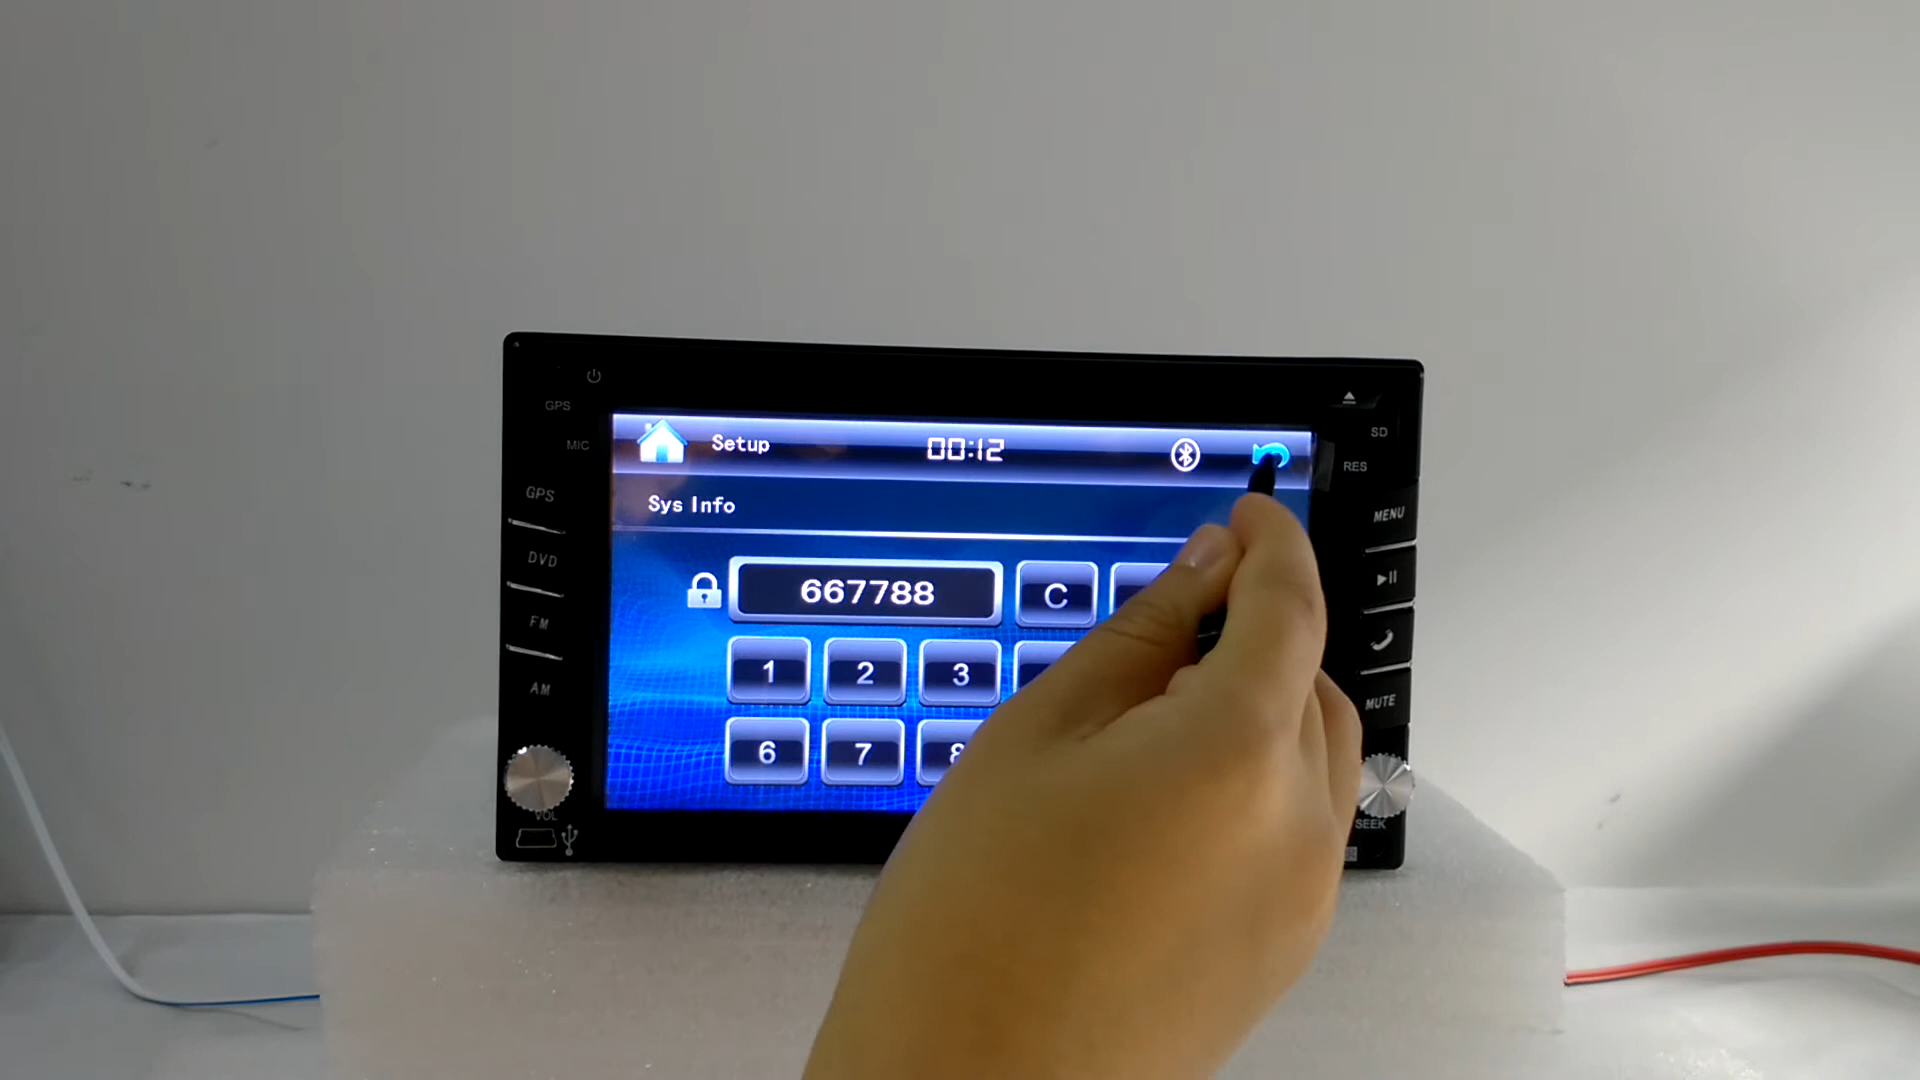 GPS
MIC
SD
RES
Setup
00:12
Sys Info
GPS
MENU
DVD
667788
C
FM
1 2 3
AM
MUTE
6 7 8
VOL
SEEK